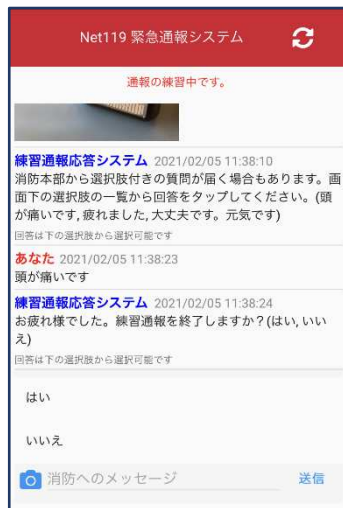 Net119 緊急通報システム
通報の練習中です。
練習通報応答システム 2021/02/05 11:38:10
消防本部から選択肢付きの質問が届く場合もあります。画
面下の選択肢の一覧から回答をタップしてください。(頭
が痛いです, 疲れました, 大丈夫です。元気です)
回答は下の選択肢から選択可能です
あなた 2021/02/05 11:38:23
頭が痛いです
練習通報応答システム 2021/02/05 11:38:24
お疲れ様でした。練習通報を終了しますか？(はい, いい
え)
回答は下の選択肢から選択可能です
はい
いいえ
消防へのメッセージ 送信